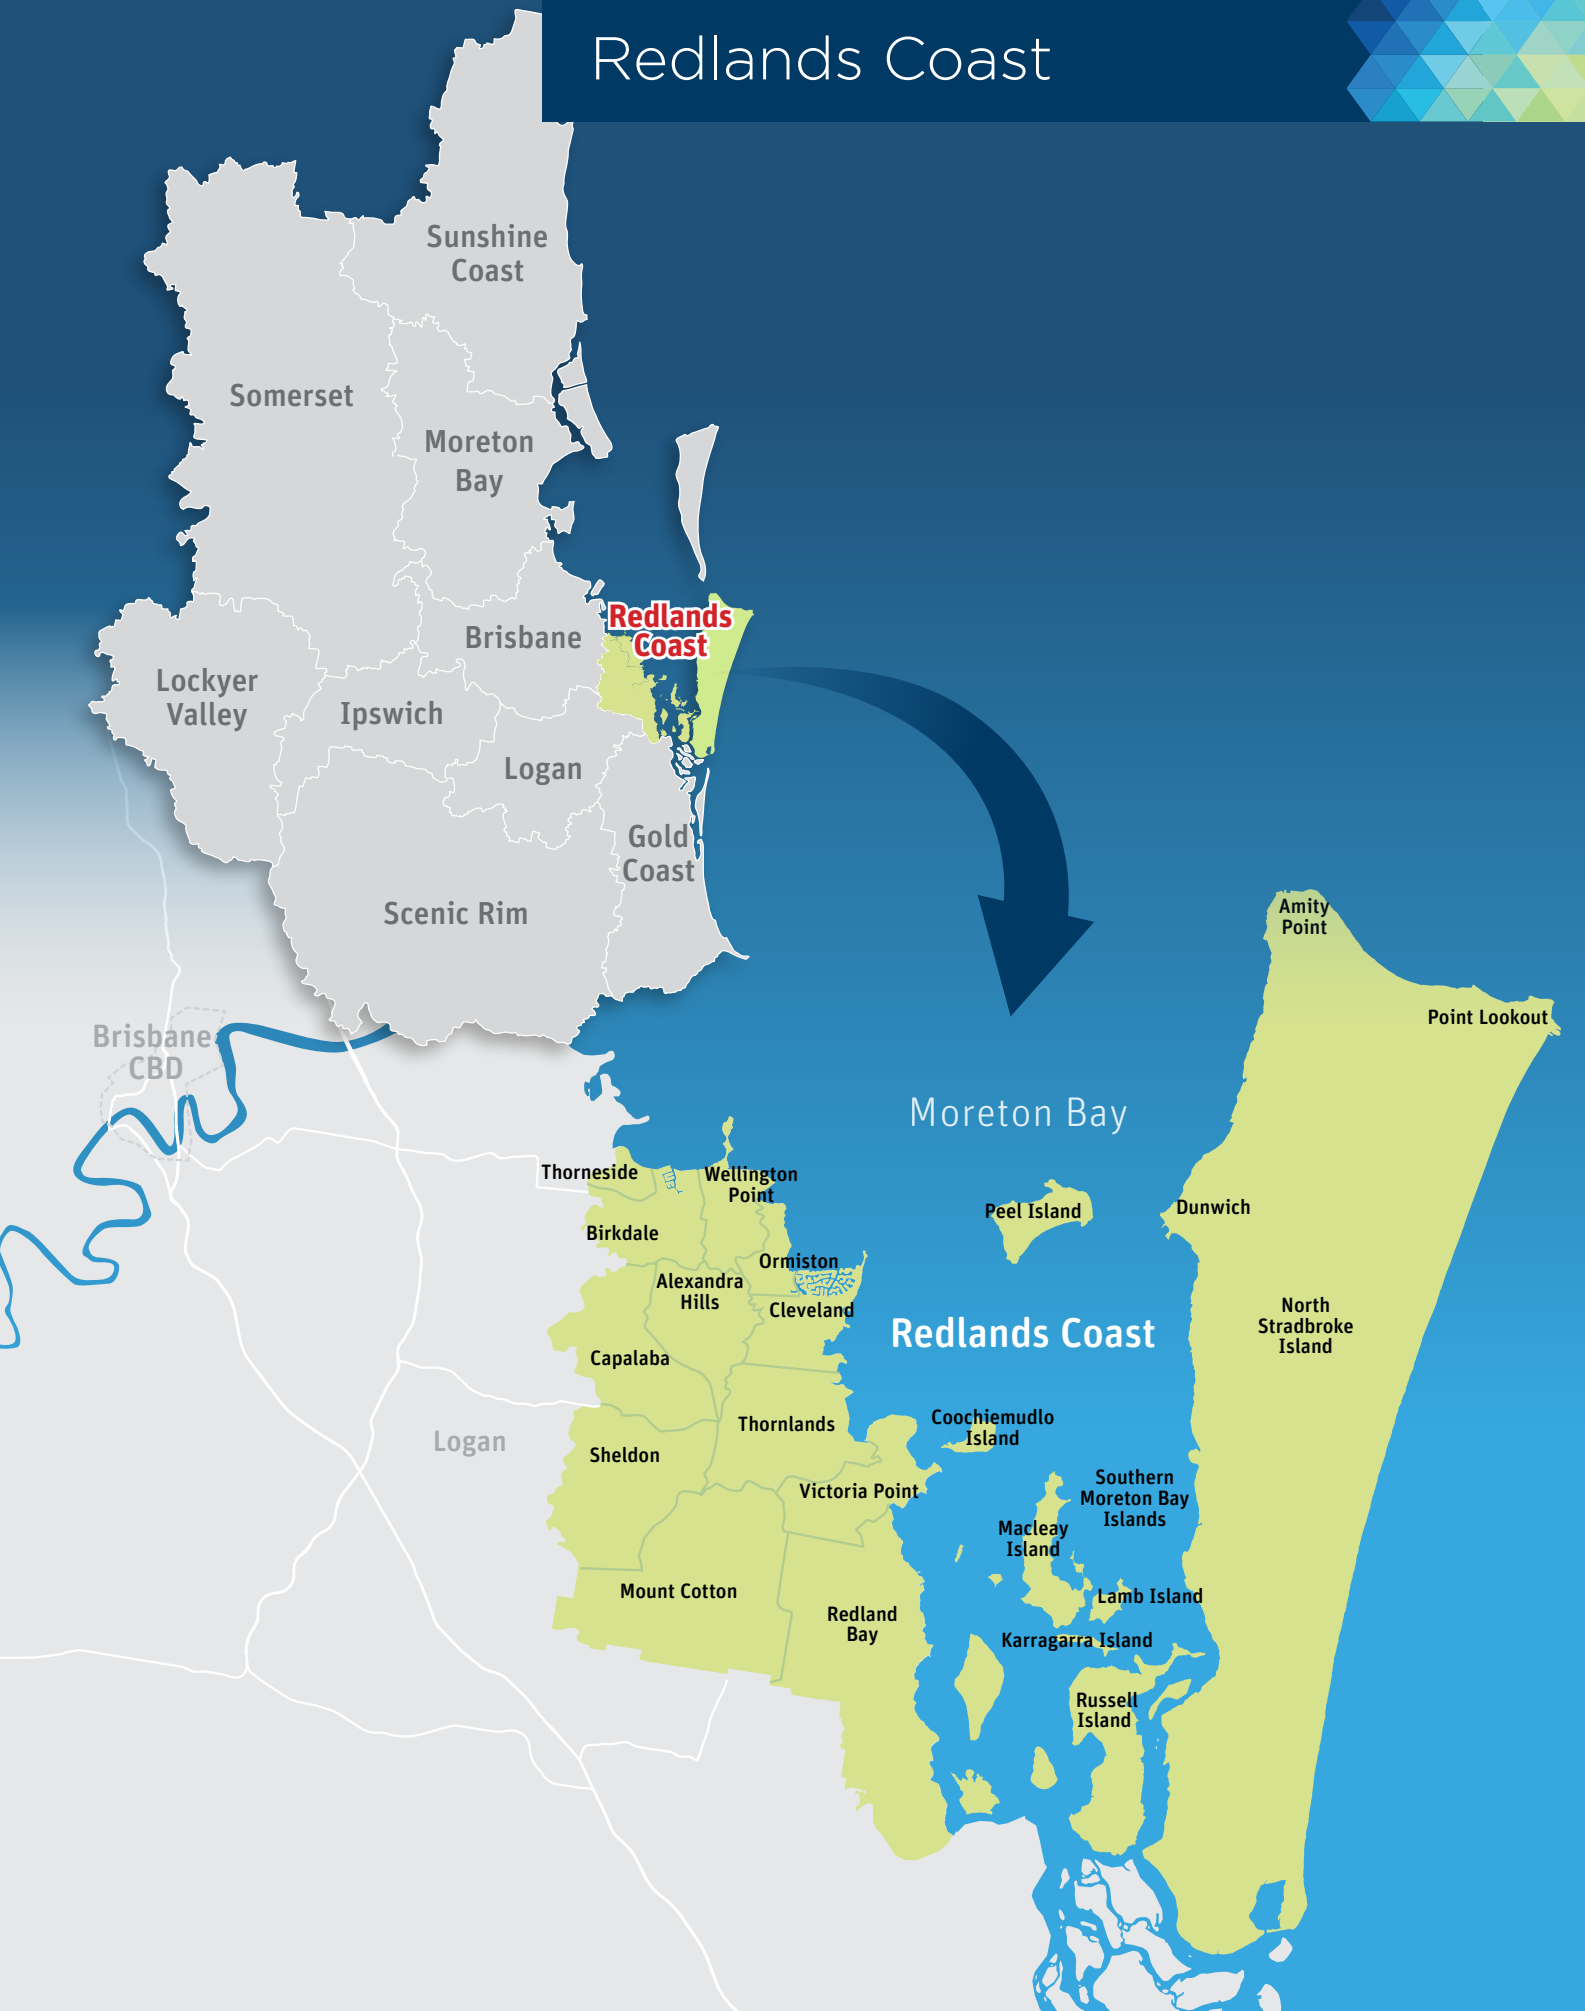 Redlands Coast
Sunshine
Coast
Somerset
Moreton
Bay
Redlands
Coast
Brisbane
Lockyer
Valley
Ipswich
Logan
Gold
Coast
Scenic Rim
Amity
Point
Point Lookout
Brisbane
CBD
Moreton Bay
Thorneside
Wellington
Point
Peel Island
Dunwich
Birkdale
Ormiston
Alexandra
Hills
Cleveland
North
Stradbroke
Island
Redlands Coast
Capalaba
Coochiemudlo
Island
Thornlands
Logan
Sheldon
Victoria Point
Southern
Moreton Bay
Islands
Macleay
Island
Mount Cotton
Lamb Island
Redland
Bay
Karragarra Island
Russell
Island